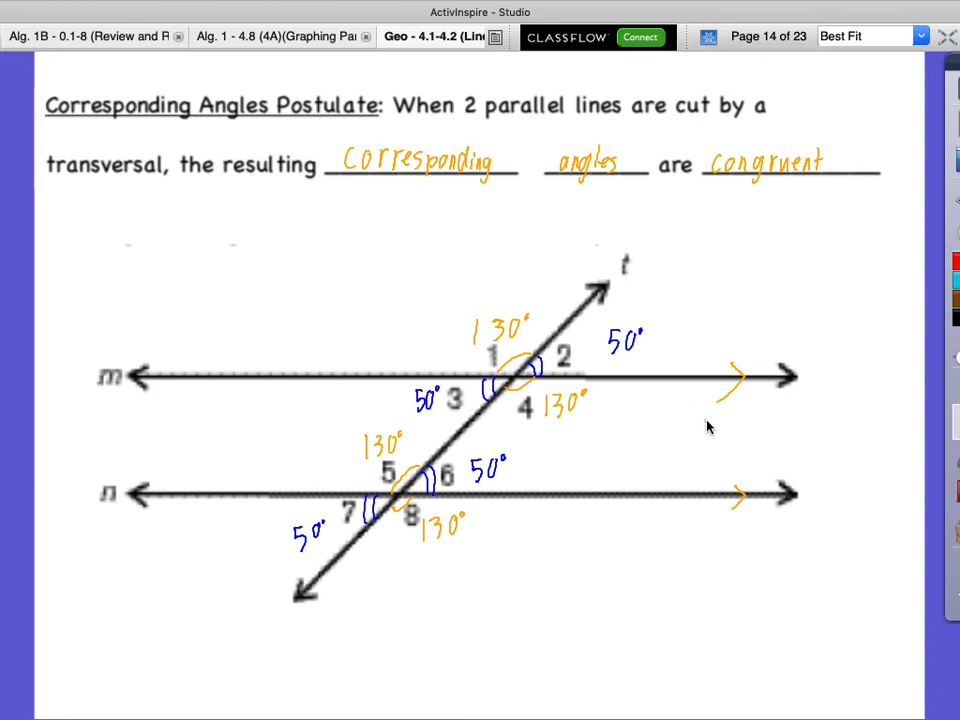 ActivInspire - Studio
Alg. 1B - 0.1-8 (Review and R
Alg. 1 - 4.8 (4A)(Graphing Pa
Geo - 4.1-4.2 (Line
CLASSFLOW Connect
Page 14 of 23
Best Fit
Corresponding Angles Postulate: When 2 parallel lines are cut by a
transversal, the resulting corresponding angles are congruent
t
130° 50°
1 2
m
50° 3 4 130°
130°
5 6 50°
n
7 8
50° 130°